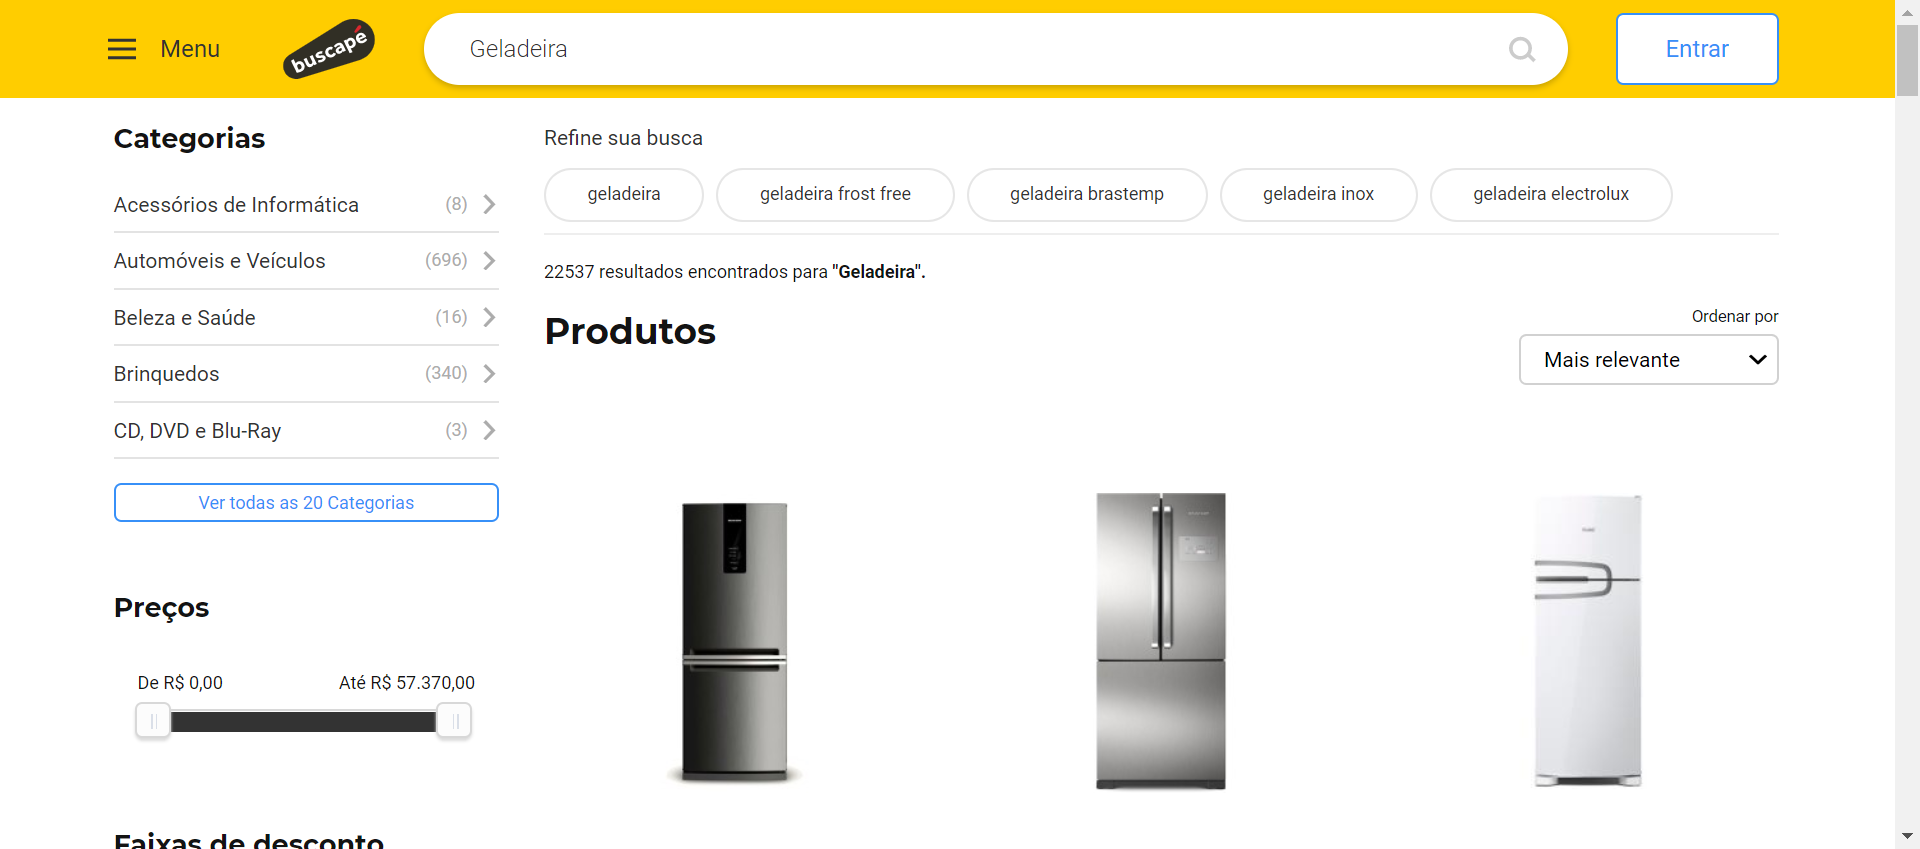 Menu
buscapé
Geladeira
Entrar
Categorias
Acessórios de Informática (8)
Automóveis e Veículos (696)
Beleza e Saúde (16)
Brinquedos (340)
CD, DVD e Blu-Ray (3)
Ver todas as 20 Categorias
Preços
De R$ 0,00 Até R$ 57.370,00
Faixas de desconto
Refine sua busca
geladeira
geladeira frost free
geladeira brastemp
geladeira inox
geladeira electrolux
22537 resultados encontrados para "Geladeira".
Produtos
Ordenar por
Mais relevante